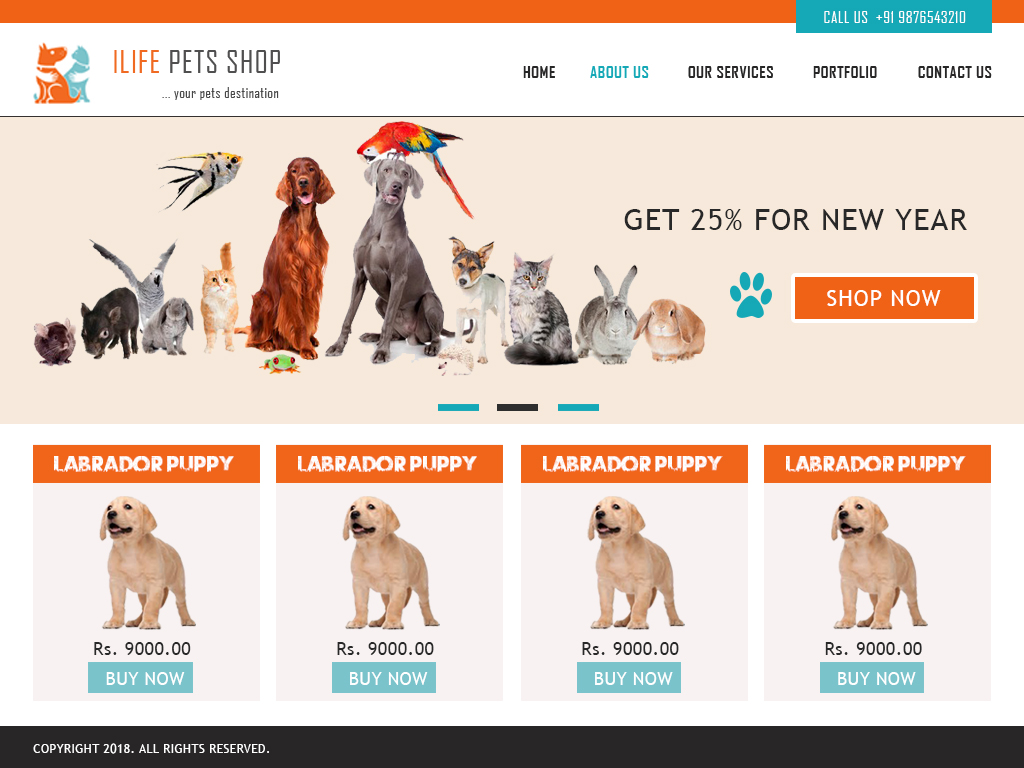 CALL US +91 9876543210
ILIFE PETS SHOP
... your pets destination
HOME ABOUT US OUR SERVICES PORTFOLIO CONTACT US
GET 25% FOR NEW YEAR
SHOP NOW
LABRADOR PUPPY LABRADOR PUPPY LABRADOR PUPPY LABRADOR PUPPY
Rs. 9000.00 Rs. 9000.00 Rs. 9000.00 Rs. 9000.00
BUY NOW BUY NOW BUY NOW BUY NOW
COPYRIGHT 2018. ALL RIGHTS RESERVED.